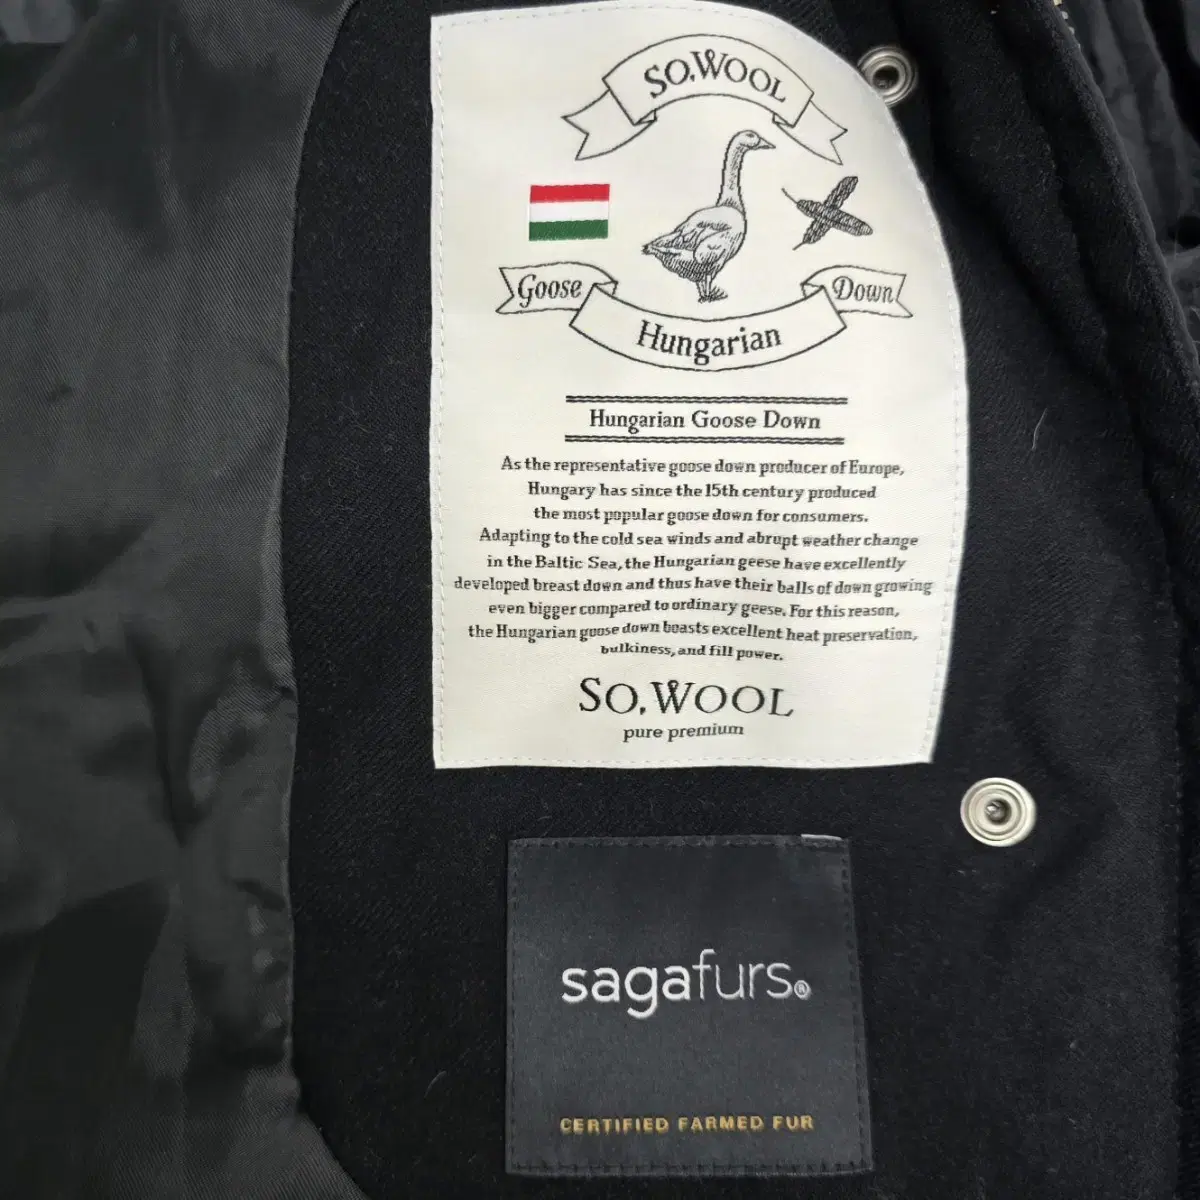 SO.WOOL
Goose
Down
Hungarian
Hungarian Goose Down
As the representative goose down producer of Europe,
Hungary has since the 15th century produced
the most popular goose down for consumers.
Adapting to the cold sea winds and abrupt weather change
in the Baltic Sea, the Hungarian geese have excellently
developed breast down and thus have their balls of down growing
even bigger compared to ordinary geese. For this reason,
the Hungarian goose down boasts excellent heat preservation,
bulkiness, and fill power.
SO.WOOL
pure premium
sagafurs®
CERTIFIED FARMED FUR